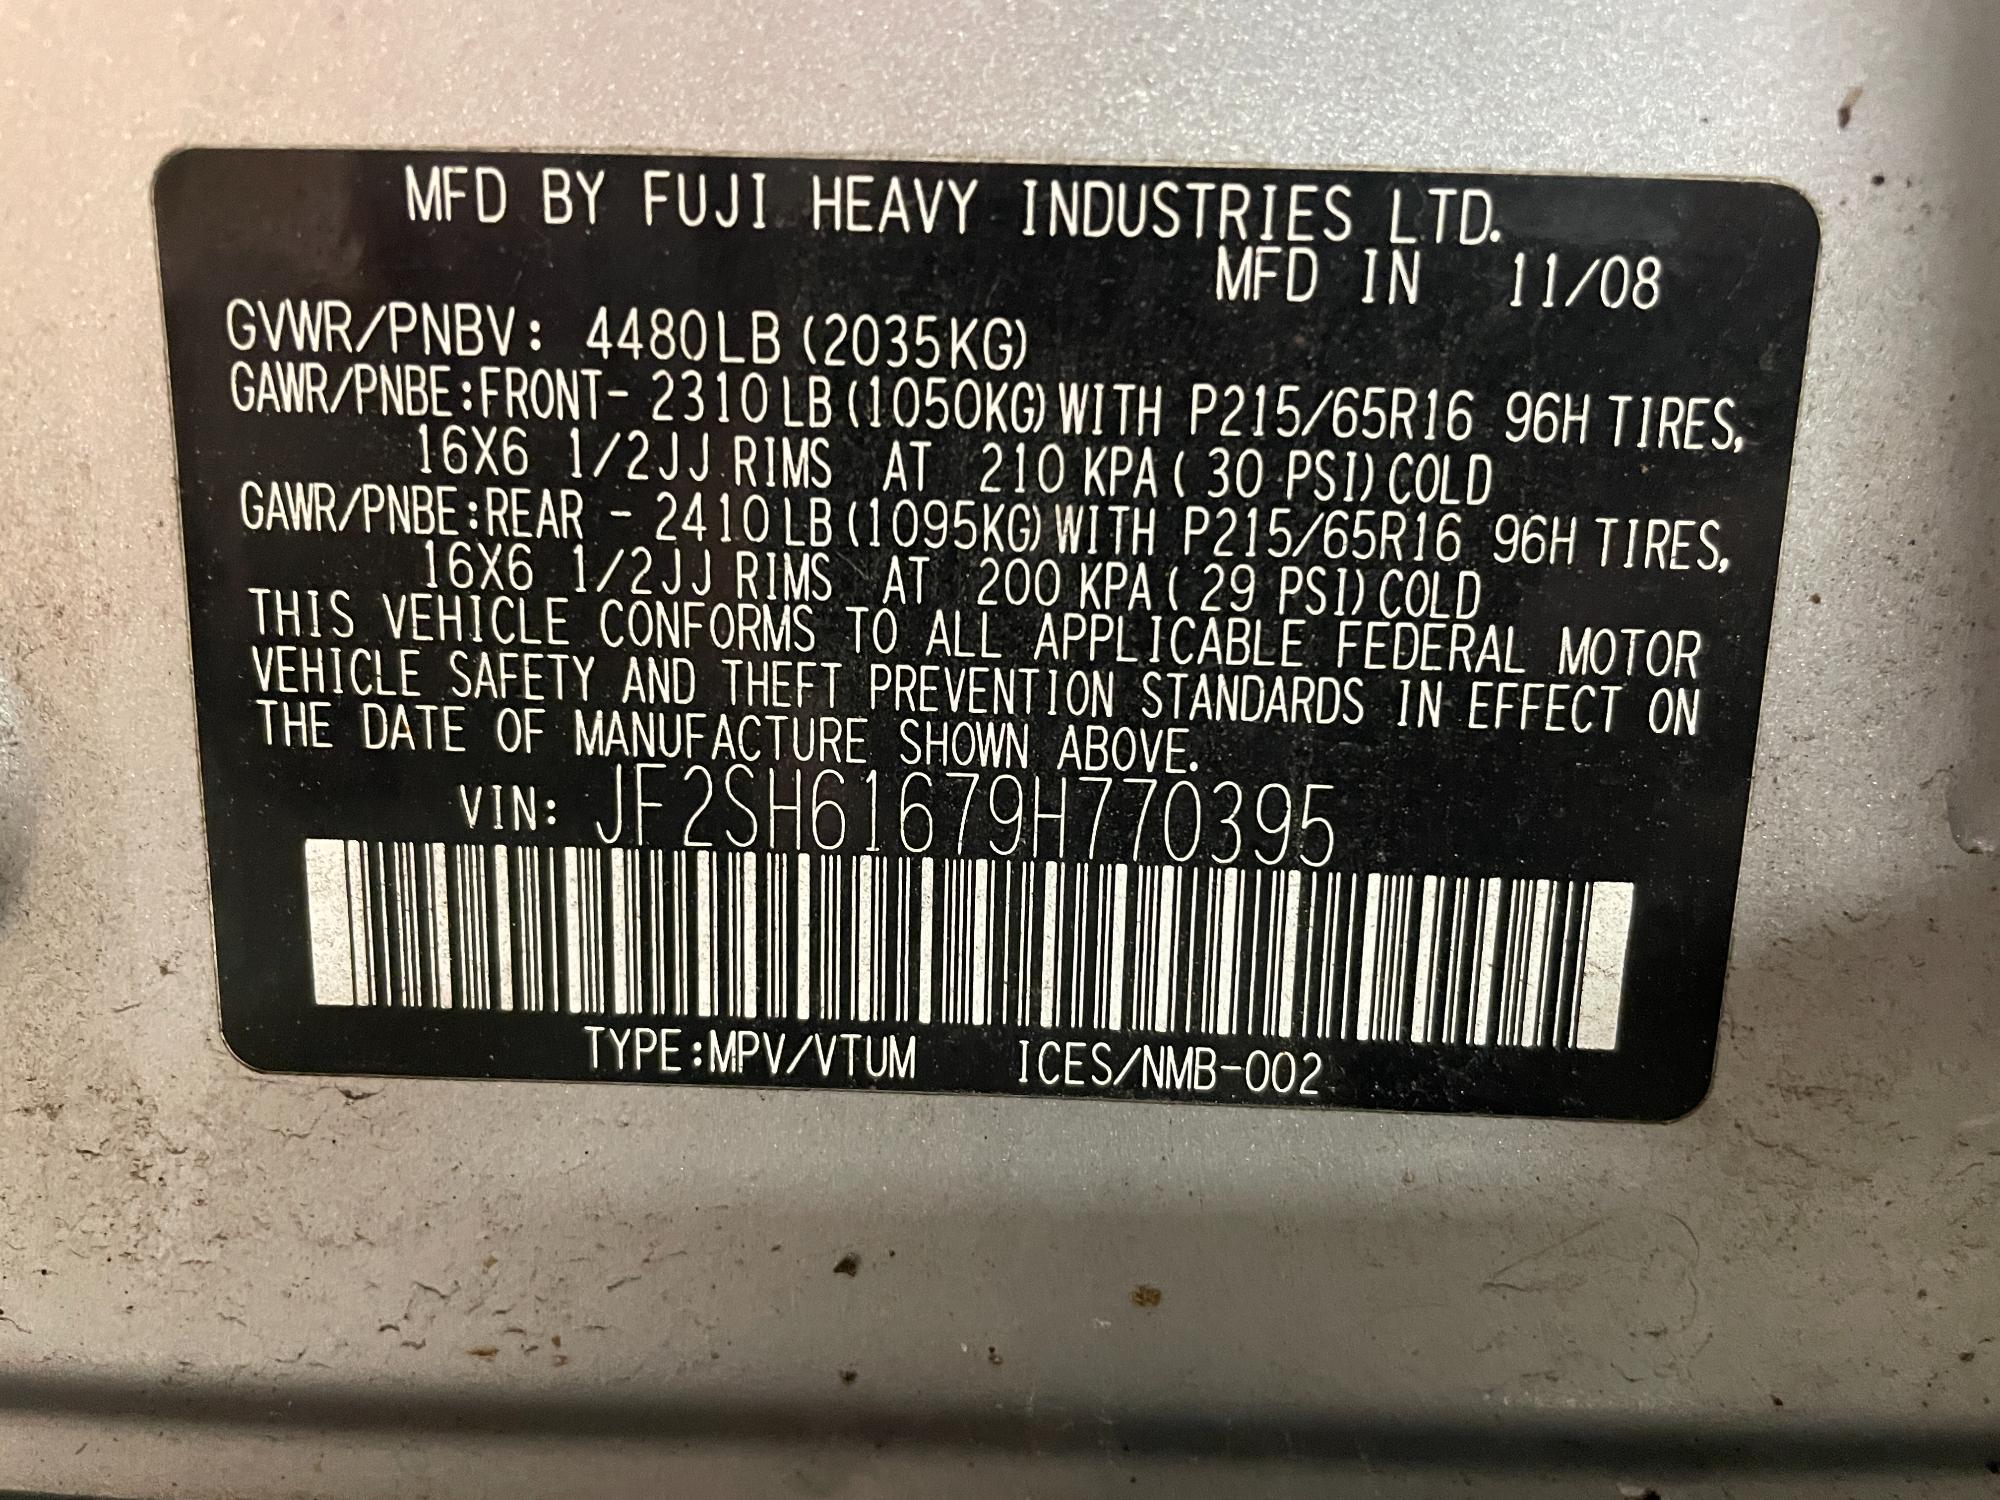 MFD BY FUJI HEAVY INDUSTRIES LTD.
MFD IN 11/08
GVWR/PNBV: 4480LB (2035KG)
GAWR/PNBE:FRONT- 2310LB(1050KG)WITH P215/65R16 96H TIRES,
16X6 1/2JJ RIMS AT 210 KPA( 30 PSI)COLD
GAWR/PNBE:REAR - 2410LB(1095KG)WITH P215/65R16 96H TIRES,
16X6 1/2JJ RIMS AT 200 KPA( 29 PSI)COLD
THIS VEHICLE CONFORMS TO ALL APPLICABLE FEDERAL MOTOR
VEHICLE SAFETY AND THEFT PREVENTION STANDARDS IN EFFECT ON
THE DATE OF MANUFACTURE SHOWN ABOVE.
VIN: JF2SH61679H770395
TYPE:MPV/VTUM ICES/NMB-002